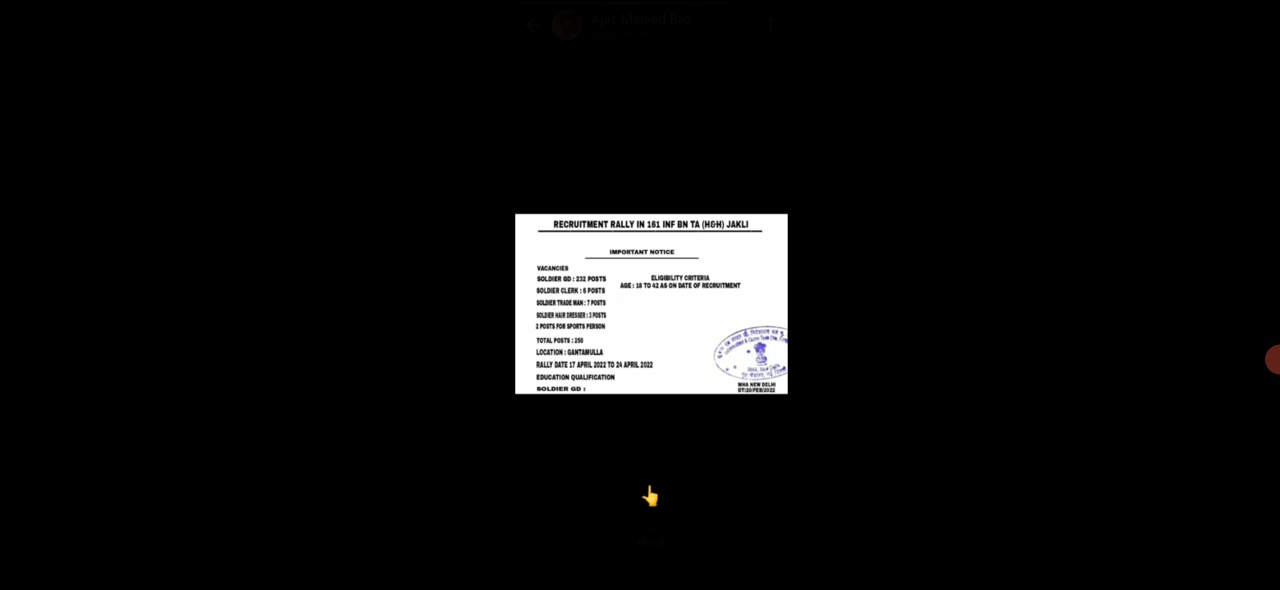 Ajaz Majeed Bro
RECRUITMENT RALLY IN 161 INF BN TA (H&H) JAKLI
IMPORTANT NOTICE
VACANCIES
SOLDIER GD : 232 POSTS
SOLDIER CLERK : 6 POSTS
SOLDIER TRADE MAN : 7 POSTS
SOLDIER HAIR DRESSER : 3 POSTS
2 POSTS FOR SPORTS PERSON
TOTAL POSTS : 250
LOCATION : GANTAMULLA
RALLY DATE 17 APRIL 2022 TO 24 APRIL 2022
EDUCATION QUALIFICATION
SOLDIER GD :
ELIGIBILITY CRITERIA
AGE : 18 TO 42 AS ON DATE OF RECRUITMENT
MHA NEW DELHI
DT:20/FEB/2022